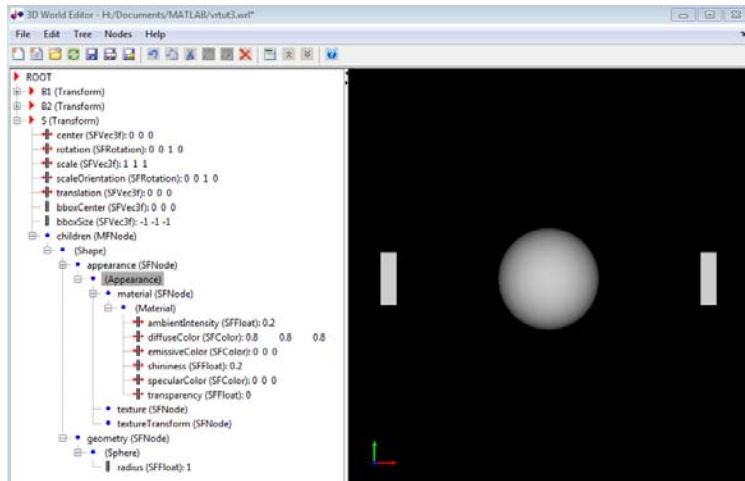 3D World Editor - H:/Documents/MATLAB/vrtut3.wrl*
File Edit Tree Nodes Help
ROOT
B1 (Transform)
B2 (Transform)
S (Transform)
center (SFVec3f): 0 0 0
rotation (SFRotation): 0 0 1 0
scale (SFVec3f): 1 1 1
scaleOrientation (SFRotation): 0 0 1 0
translation (SFVec3f): 0 0 0
bboxCenter (SFVec3f): 0 0 0
bboxSize (SFVec3f): -1 -1 -1
children (MFNode)
(Shape)
appearance (SFNode)
(Appearance)
material (SFNode)
(Material)
ambientIntensity (SFFloat): 0.2
diffuseColor (SFColor): 0.8 0.8 0.8
emissiveColor (SFColor): 0 0 0
shininess (SFFloat): 0.2
specularColor (SFColor): 0 0 0
transparency (SFFloat): 0
texture (SFNode)
textureTransform (SFNode)
geometry (SFNode)
(Sphere)
radius (SFFloat): 1